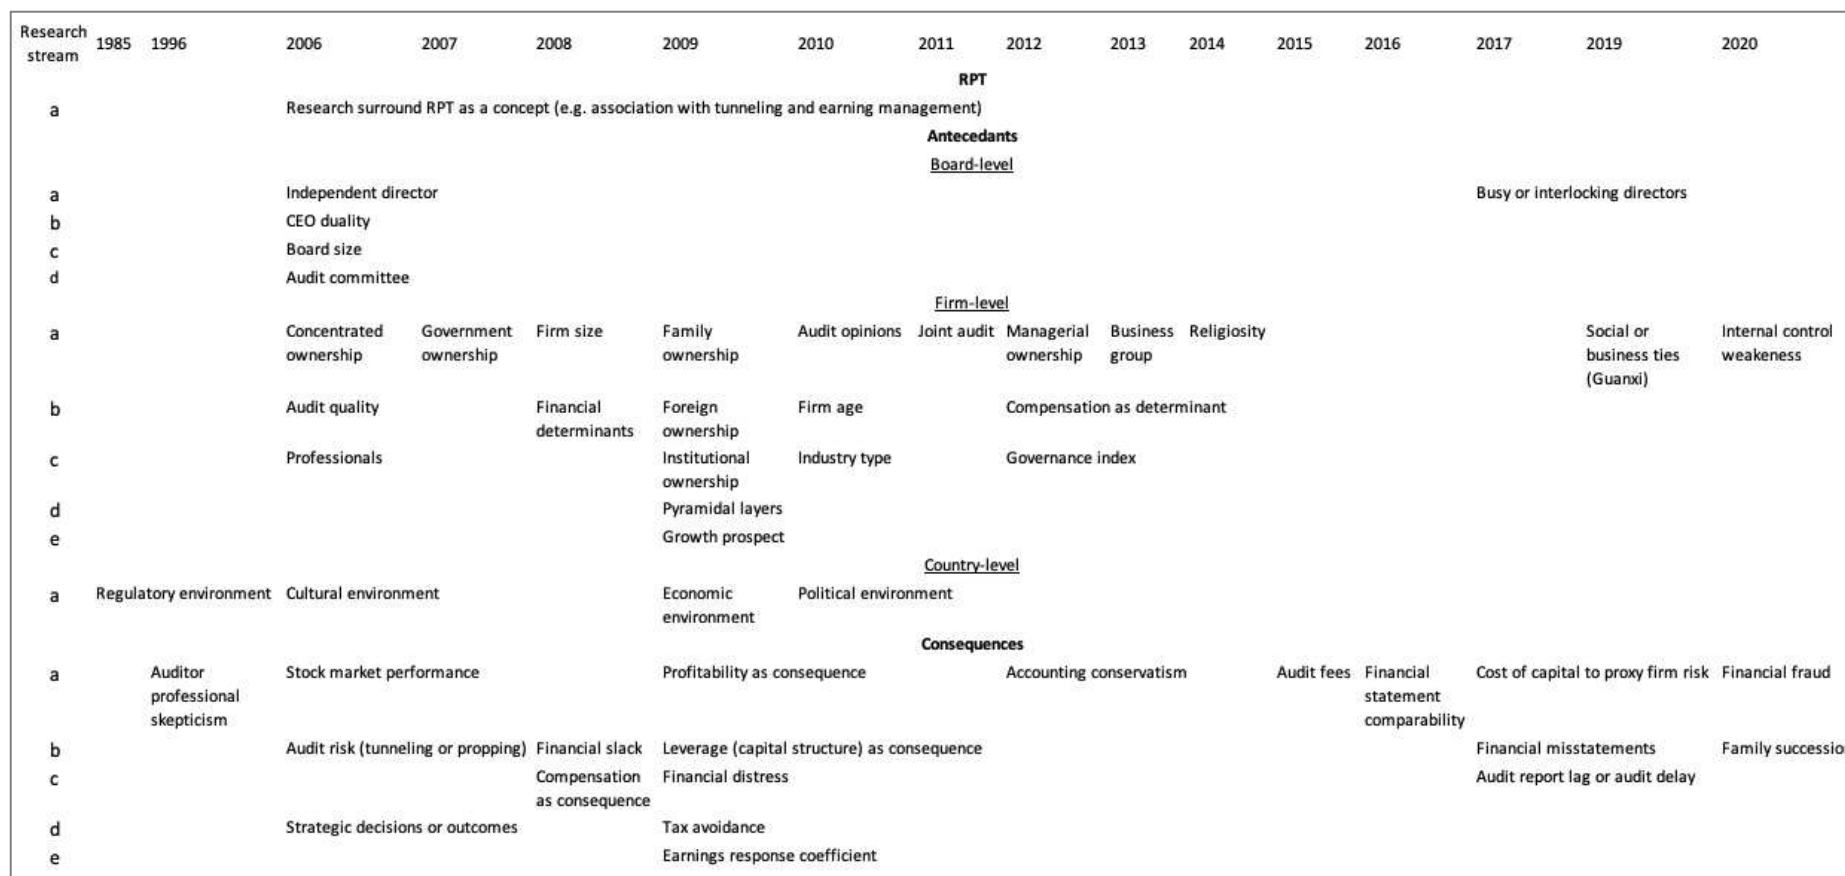 Research stream 1985 1996 2006 2007 2008 2009 2010 2011 2012 2013 2014 2015 2016 2017 2019 2020
RPT
a Research surround RPT as a concept (e.g. association with tunneling and earning management)
Antecedants
Board-level
a Independent director Busy or interlocking directors
b CEO duality
c Board size
d Audit committee
Firm-level
a Concentrated ownership Government ownership Firm size Family ownership Audit opinions Joint audit Managerial ownership Business group Religiosity Social or business ties (Guanxi) Internal control weakeness
b Audit quality Financial determinants Foreign ownership Firm age Compensation as determinant
c Professionals Institutional ownership Industry type Governance index
d Pyramidal layers
e Growth prospect
Country-level
a Regulatory environment Cultural environment Economic environment Political environment
Consequences
a Auditor professional skepticism Stock market performance Profitability as consequence Accounting conservatism Audit fees Financial statement comparability Cost of capital to proxy firm risk Financial fraud
b Audit risk (tunneling or propping) Financial slack Leverage (capital structure) as consequence Financial misstatements Family successio
c Compensation as consequence Financial distress Audit report lag or audit delay
d Strategic decisions or outcomes Tax avoidance
e Earnings response coefficient